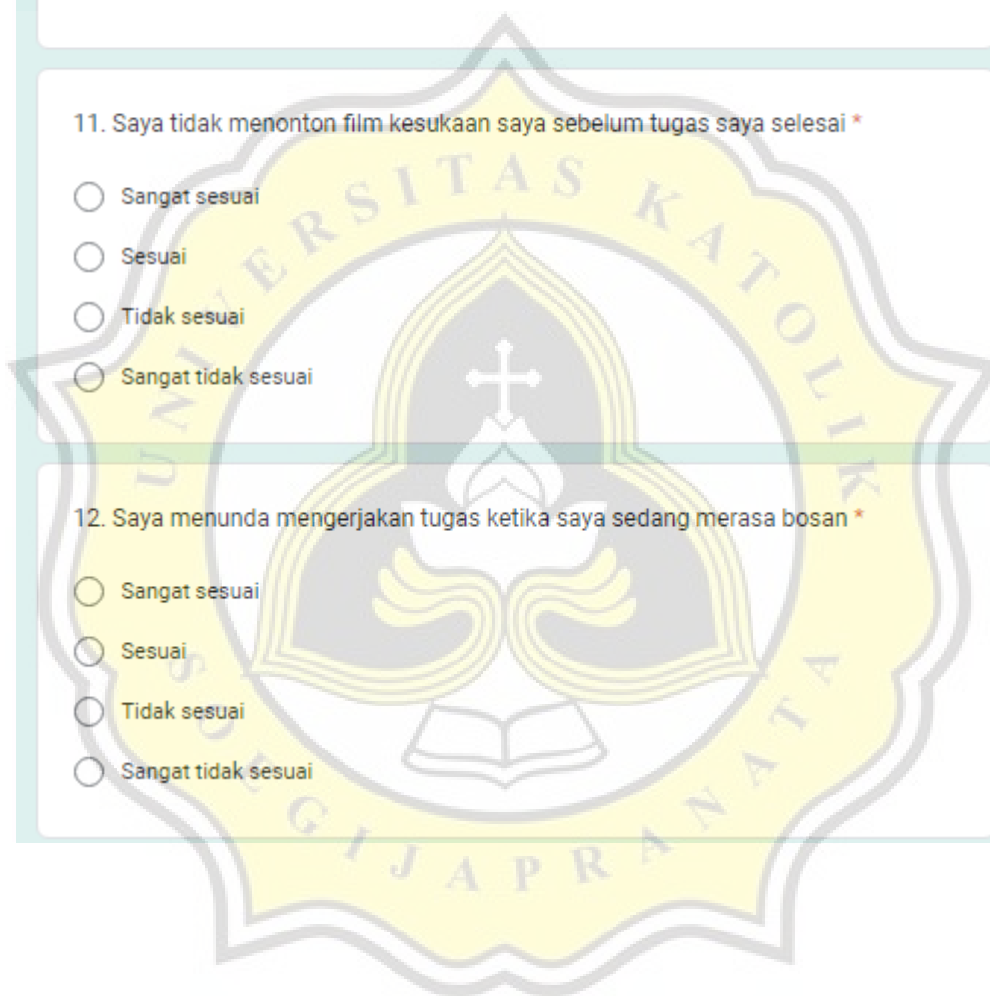 11. Saya tidak menonton film kesukaan saya sebelum tugas saya selesai *
Sangat sesuai
Sesuai
Tidak sesuai
Sangat tidak sesuai
12. Saya menunda mengerjakan tugas ketika saya sedang merasa bosan *
Sangat sesuai
Sesuai
Tidak sesuai
Sangat tidak sesuai
UNIVERSITAS KATOLIK
SOEGIJAPRANATA